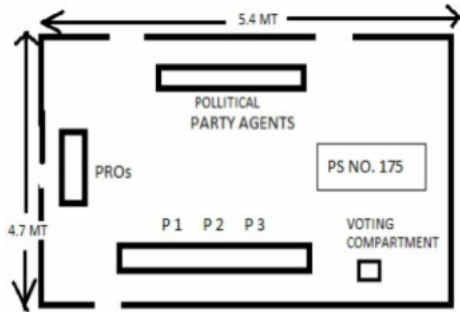 5.4 MT
POLLITICAL
PARTY AGENTS
PROs
PS NO. 175
4.7 MT
P 1 P 2 P 3
VOTING
COMPARTMENT